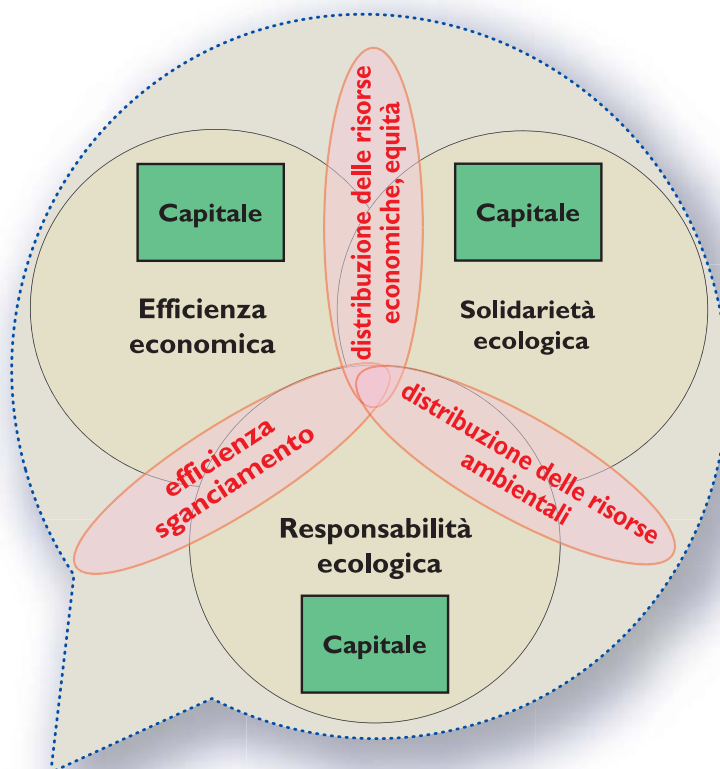 distribuzione delle risorse
economiche, equità
Capitale
Capitale
Efficienza
economica
Solidarietà
ecologica
efficienza
sganciamento
distribuzione delle risorse
ambientali
Responsabilità
ecologica
Capitale